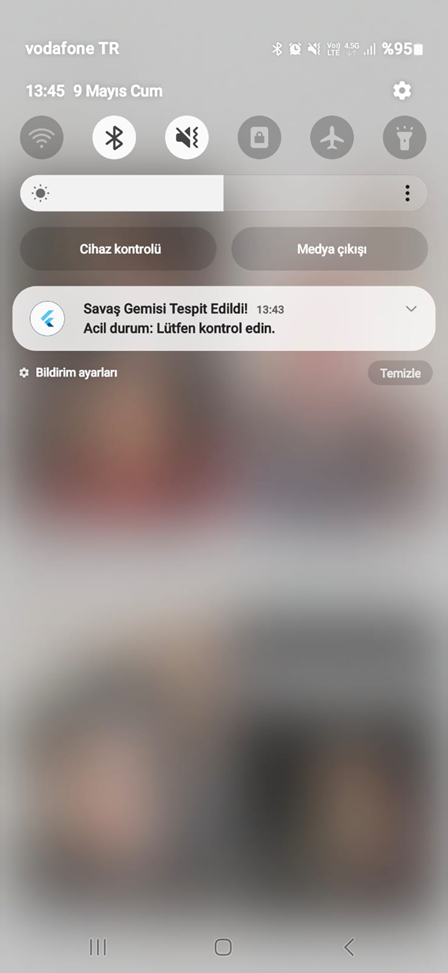 vodafone TR Vo) 4.5G LTE %95
13:45 9 Mayıs Cum
Cihaz kontrolü Medya çıkışı
Savaş Gemisi Tespit Edildi! 13:43
Acil durum: Lütfen kontrol edin.
Bildirim ayarları Temizle